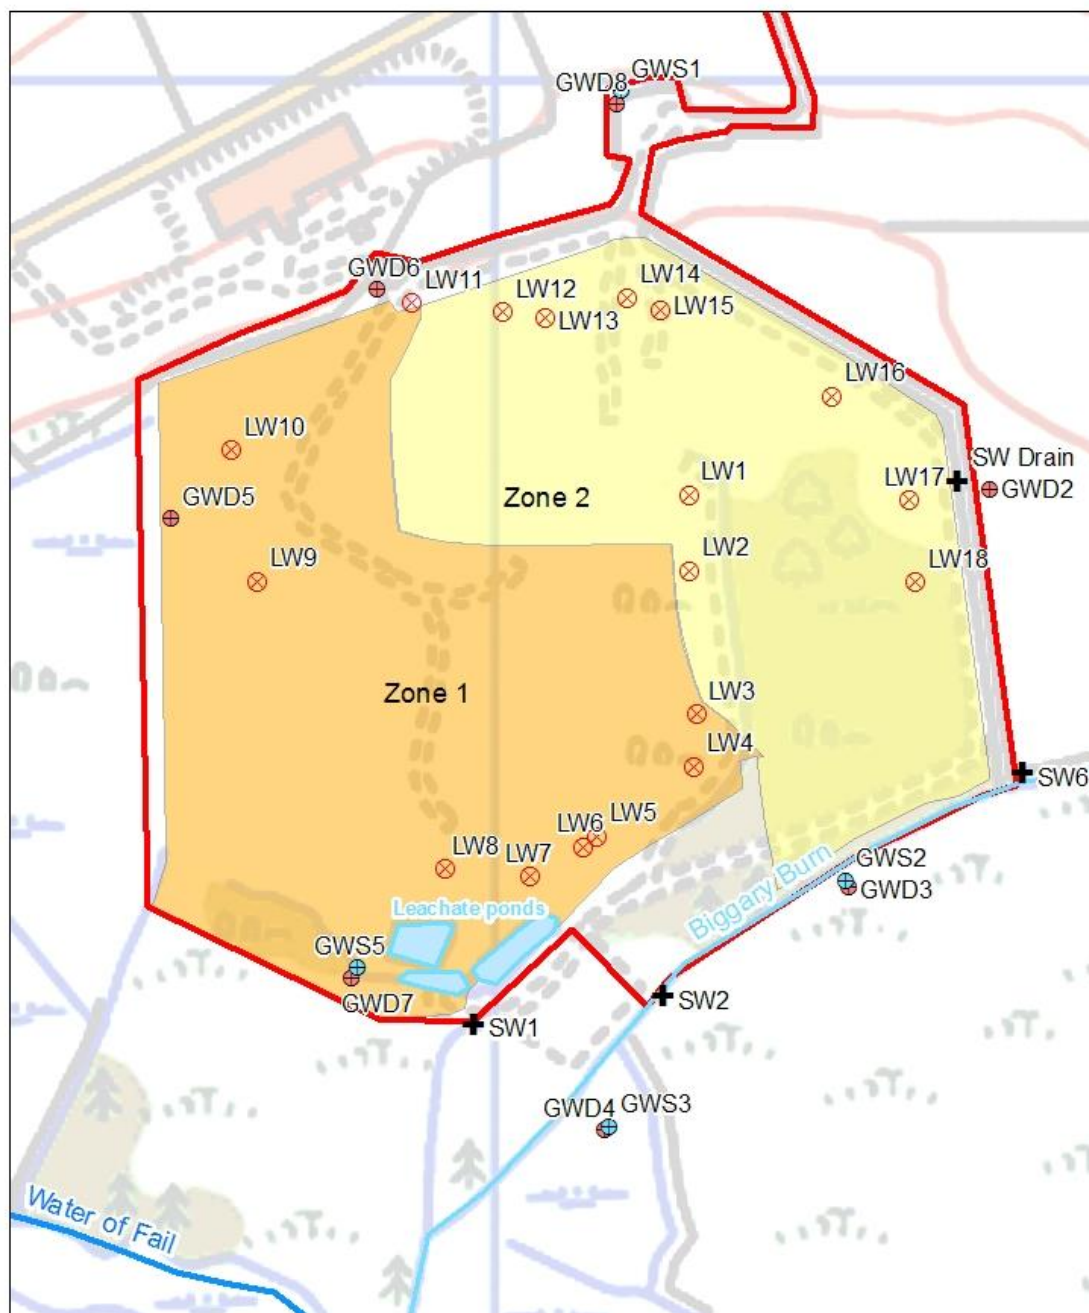 GWS1
GWD8
GWD6
LW11
LW12
LW13
LW14
LW15
LW16
LW10
GWD5
Zone 2
LW1
LW17
SW Drain
GWD2
LW9
LW2
LW18
Zone 1
LW3
LW4
SW6
LW5
LW6
LW8
LW7
GWS2
GWD3
Leachate ponds
Biggary Burn
GWS5
GWD7
SW2
SW1
GWD4
GWS3
Water of Fail